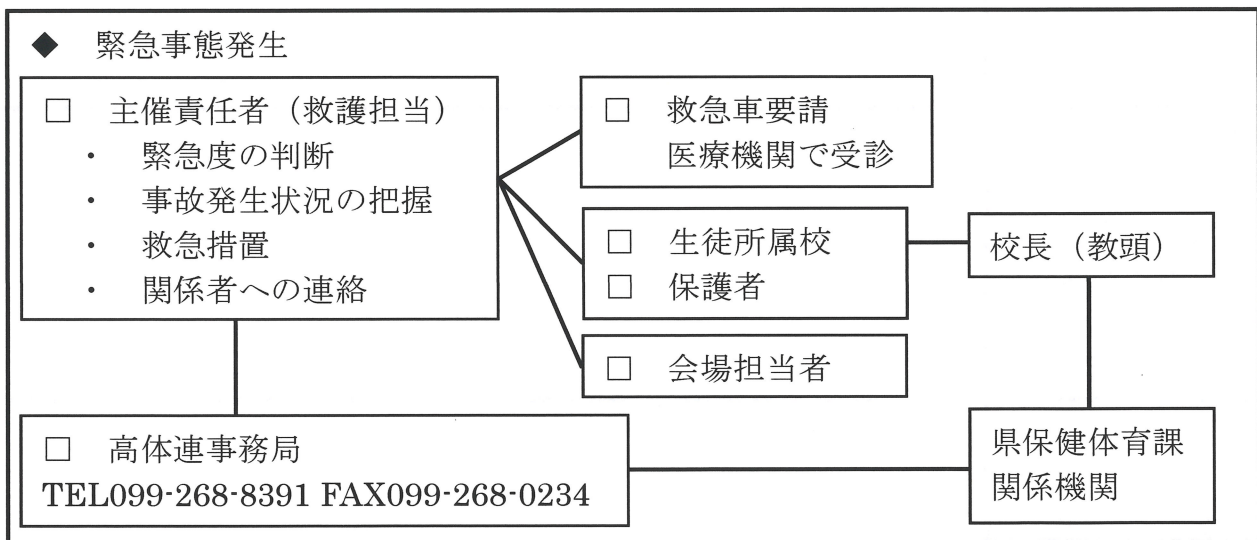 ◆ 緊急事態発生
□ 主催責任者（救護担当）
・ 緊急度の判断
・ 事故発生状況の把握
・ 救急措置
・ 関係者への連絡
□ 救急車要請
医療機関で受診
□ 生徒所属校
□ 保護者
校長（教頭）
□ 会場担当者
□ 高体連事務局
TEL099-268-8391 FAX099-268-0234
県保健体育課
関係機関